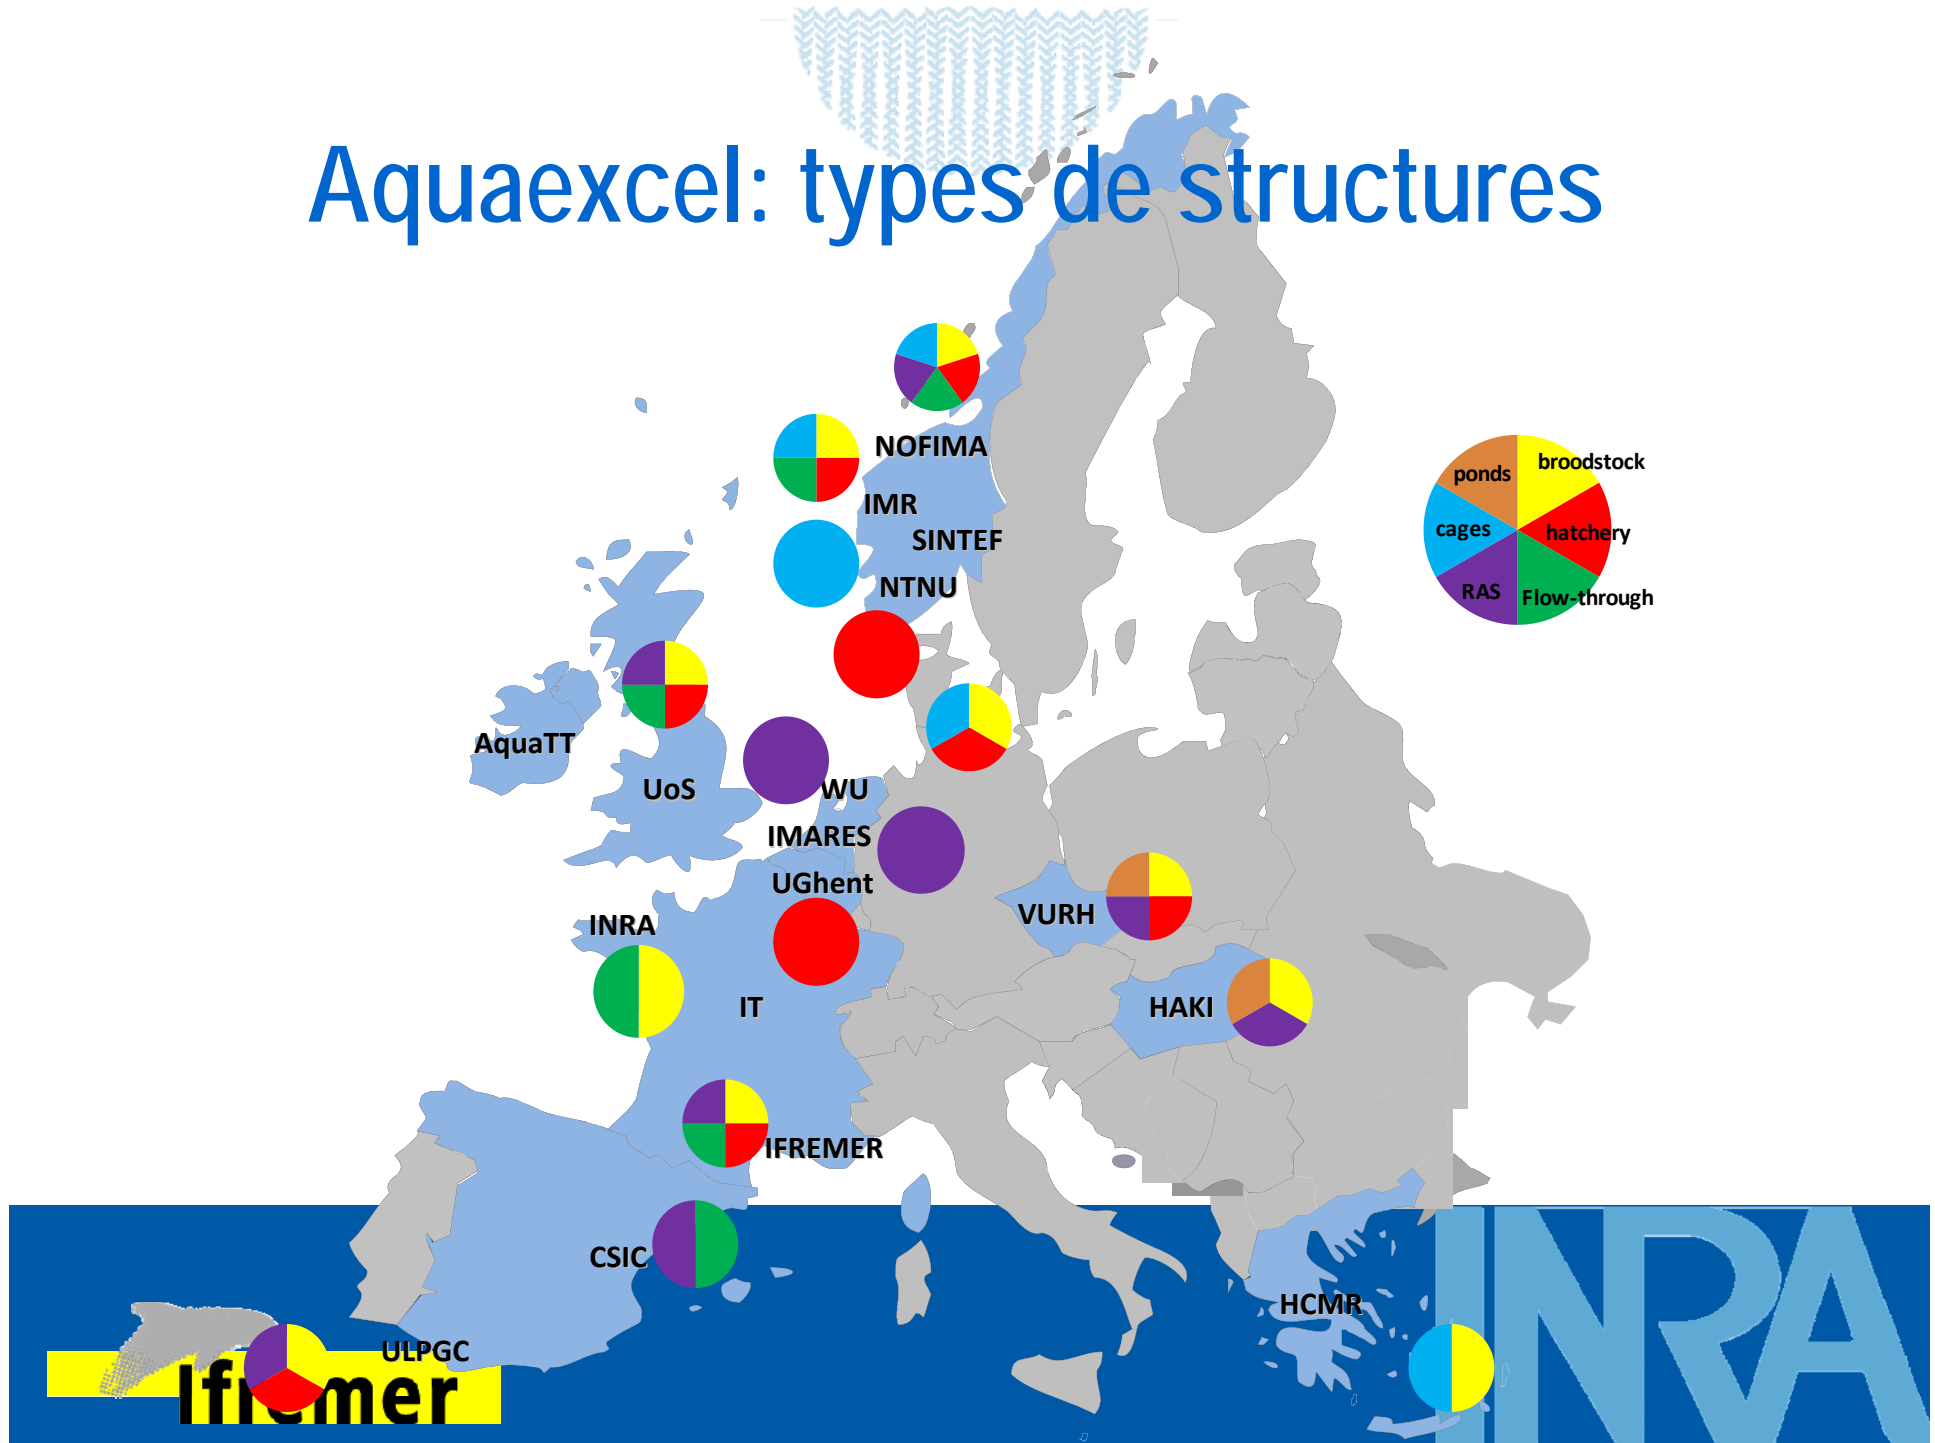 Aquaexcel: types de structures
NOFIMA
ponds
broodstock
IMR
cages
hatchery
SINTEF
NTNU
RAS
Flow-through
AquaTT
UoS
WU
IMARES
UGhent
VURH
INRA
IT
HAKI
IFREMER
CSIC
HCMR
ULPGC
Ifremer
INRA